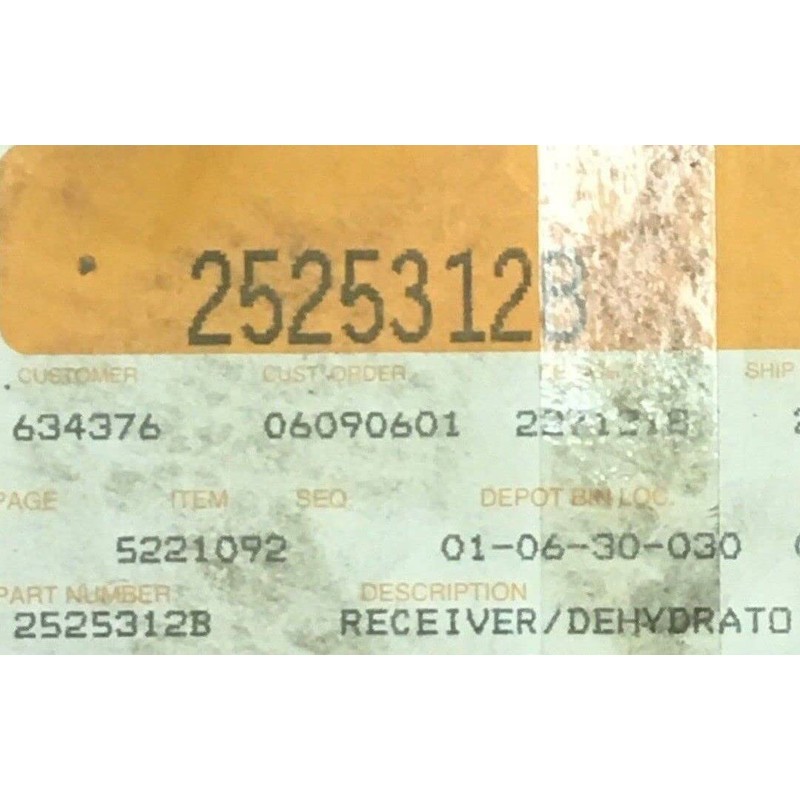 2525312B
CUSTOMER CUST-ORDER SHIP
634376 06090601
PAGE ITEM SEQ DEPOT BIN LOC.
5221092 01-06-30-030
PART NUMBER DESCRIPTION
2525312B RECEIVER/DEHYDRATO